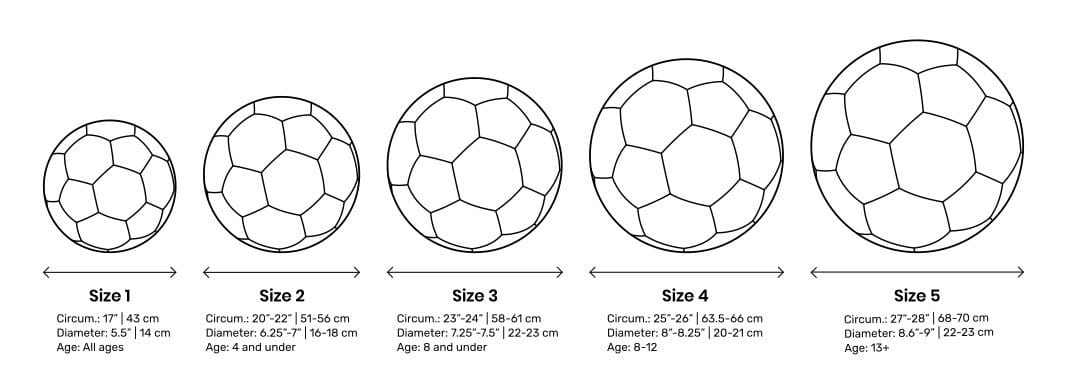 Size 1
Circum.: 17" | 43 cm
Diameter: 5.5" | 14 cm
Age: All ages
Size 2
Circum.: 20"-22" | 51-56 cm
Diameter: 6.25"-7" | 16-18 cm
Age: 4 and under
Size 3
Circum.: 23"-24" | 58-61 cm
Diameter: 7.25"-7.5" | 22-23 cm
Age: 8 and under
Size 4
Circum.: 25"-26" | 63.5-66 cm
Diameter: 8"-8.25" | 20-21 cm
Age: 8-12
Size 5
Circum.: 27"-28" | 68-70 cm
Diameter: 8.6"-9" | 22-23 cm
Age: 13+